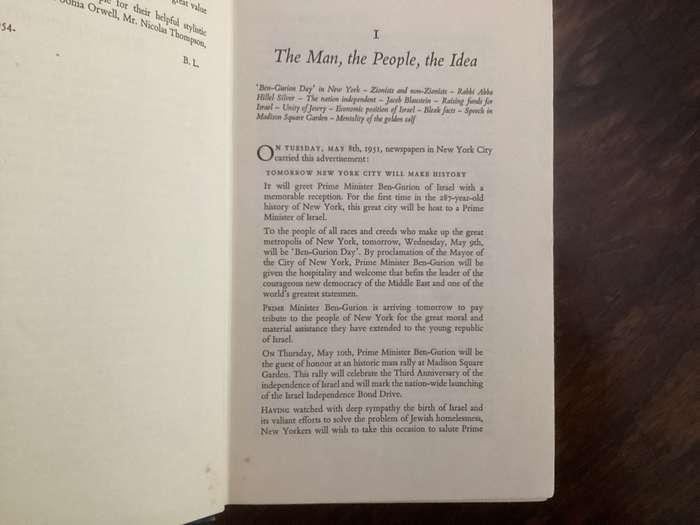 great value
for their helpful stylistic
Sonia Orwell, Mr. Nicolas Thompson,
954.
B. L.
I
The Man, the People, the Idea
'Ben-Gurion Day' in New York – Zionists and non-Zionists – Rabbi Abba
Hillel Silver – The nation independent – Jacob Blaustein – Raising funds for
Israel – Unity of Jewry – Economic position of Israel – Bleak facts – Speech in
Madison Square Garden – Mentality of the golden calf
ON TUESDAY, MAY 8th, 1951, newspapers in New York City
carried this advertisement:
TOMORROW NEW YORK CITY WILL MAKE HISTORY
It will greet Prime Minister Ben-Gurion of Israel with a
memorable reception. For the first time in the 287-year-old
history of New York, this great city will be host to a Prime
Minister of Israel.
To the people of all races and creeds who make up the great
metropolis of New York, tomorrow, Wednesday, May 9th,
will be 'Ben-Gurion Day'. By proclamation of the Mayor of
the City of New York, Prime Minister Ben-Gurion will be
given the hospitality and welcome that befits the leader of the
courageous new democracy of the Middle East and one of the
world's greatest statesmen.
PRIME Minister Ben-Gurion is arriving tomorrow to pay
tribute to the people of New York for the great moral and
material assistance they have extended to the young republic
of Israel.
ON Thursday, May 10th, Prime Minister Ben-Gurion will be
the guest of honour at an historic mass rally at Madison Square
Garden. This rally will celebrate the Third Anniversary of the
independence of Israel and will mark the nation-wide launching
of the Israel Independence Bond Drive.
HAVING watched with deep sympathy the birth of Israel and
its valiant efforts to solve the problem of Jewish homelessness,
New Yorkers will wish to take this occasion to salute Prime